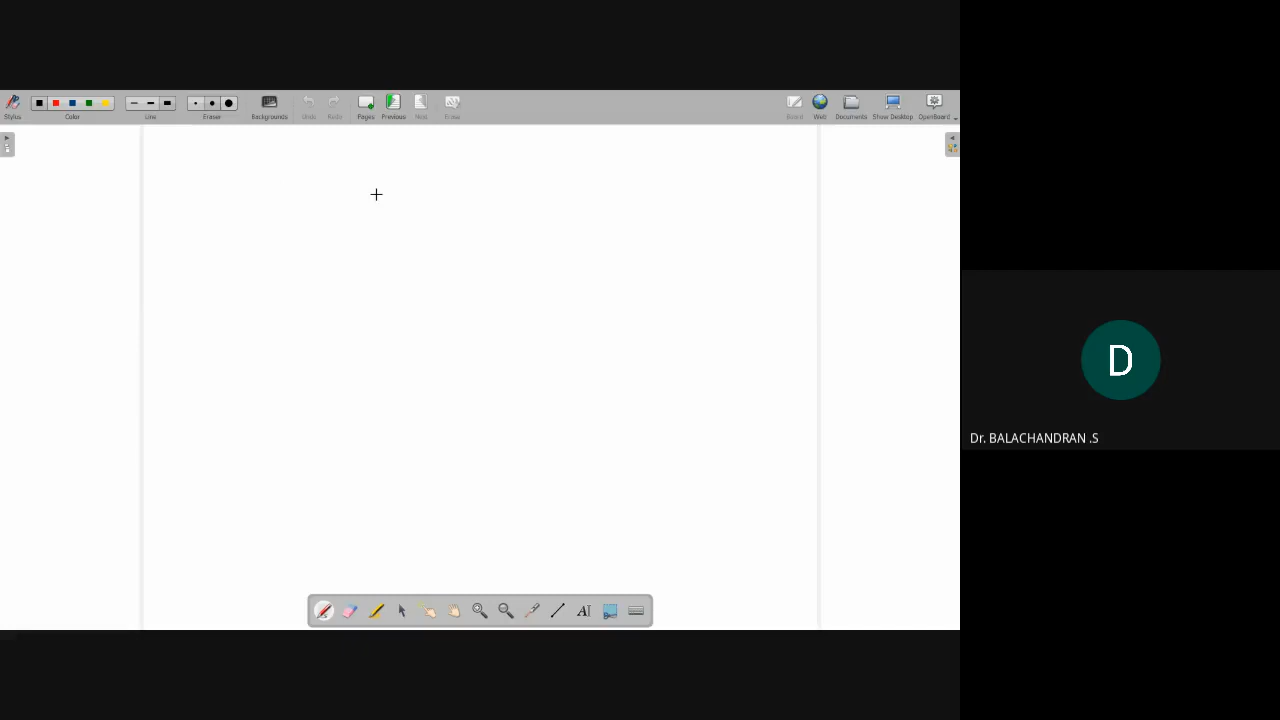 Stylus Color Line Eraser Backgrounds Undo Redo Pages Previous Next Erase Board Web Documents Show Desktop OpenBoard
AI
D
Dr. BALACHANDRAN .S